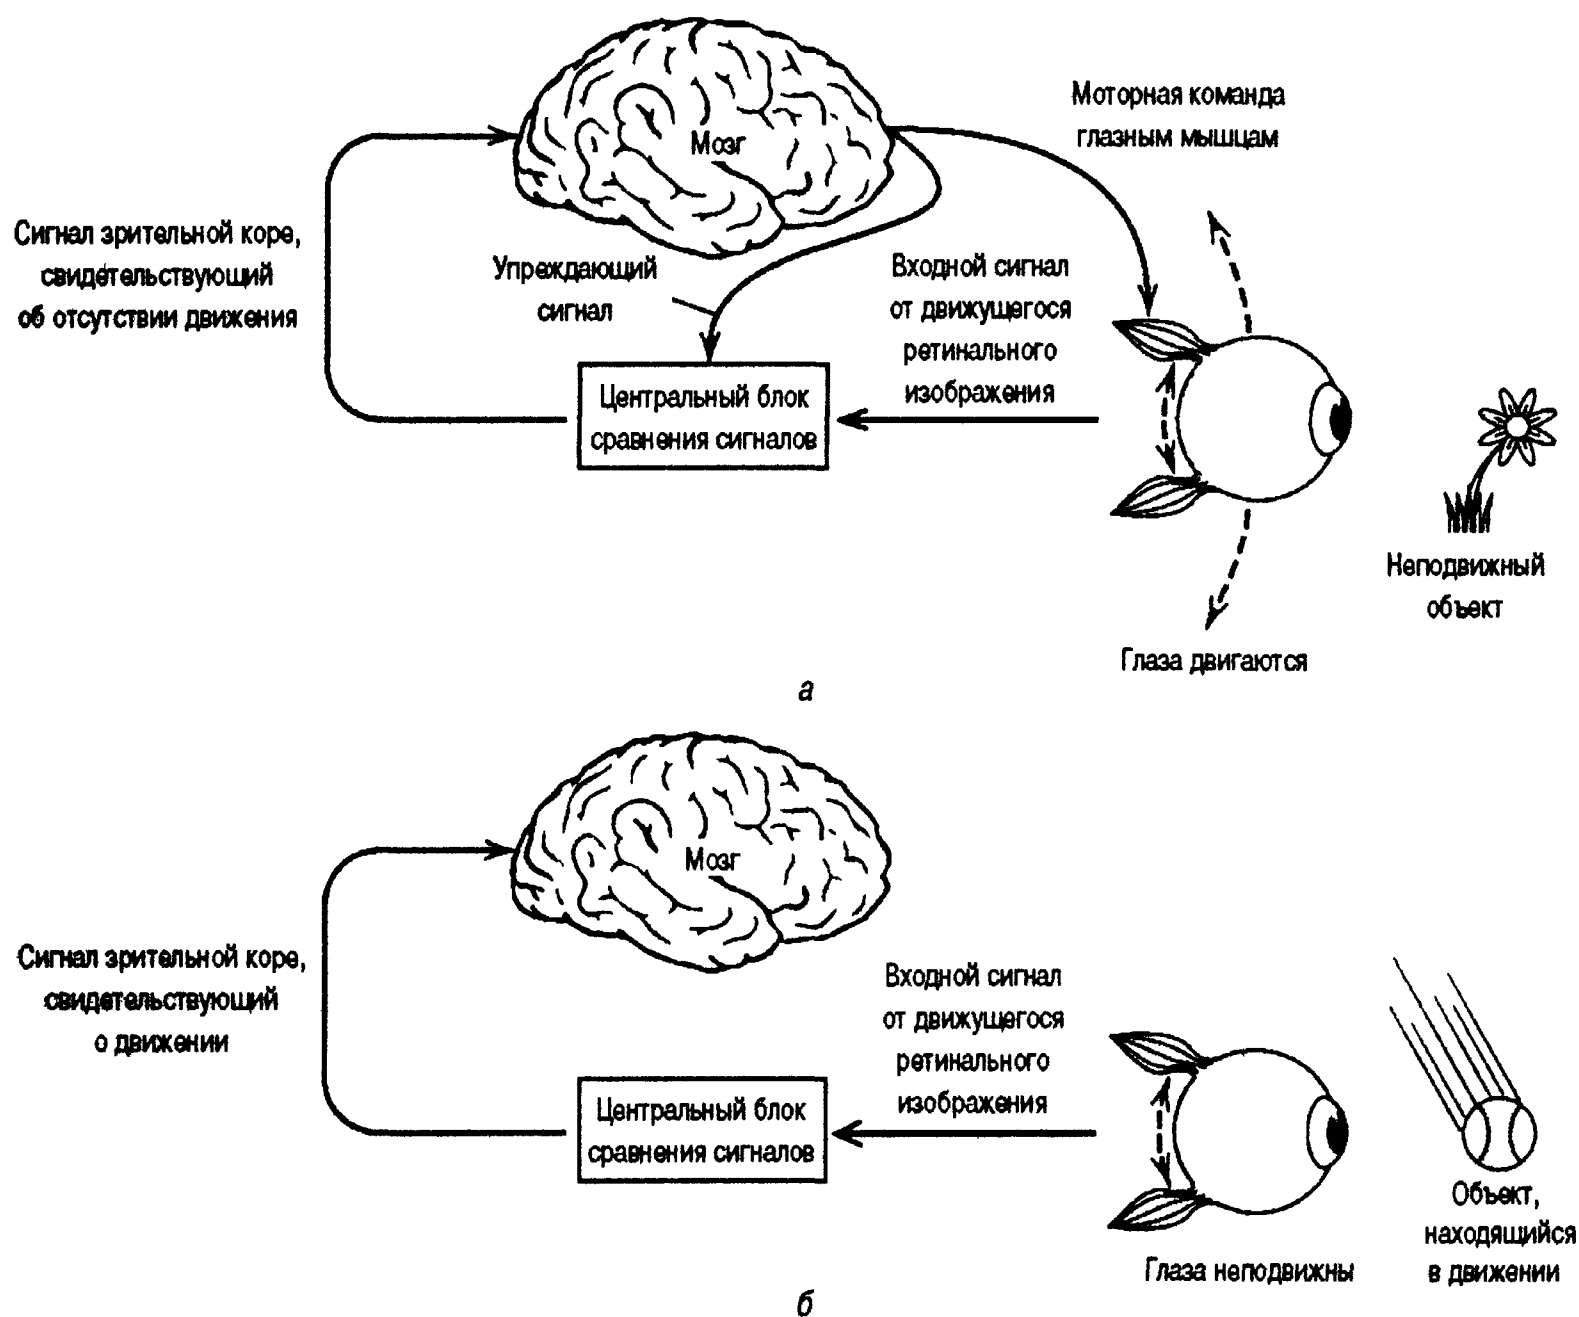 Мозг
Моторная команда
глазным мышцам
Сигнал зрительной коре,
свидетельствующий
об отсутствии движения
Упреждающий
сигнал
Входной сигнал
от движущегося
ретинального
изображения
Центральный блок
сравнения сигналов
Неподвижный
объект
Глаза двигаются
а
Мозг
Сигнал зрительной коре,
свидетельствующий
о движении
Входной сигнал
от движущегося
ретинального
изображения
Центральный блок
сравнения сигналов
Объект,
находящийся
в движении
Глаза неподвижны
б